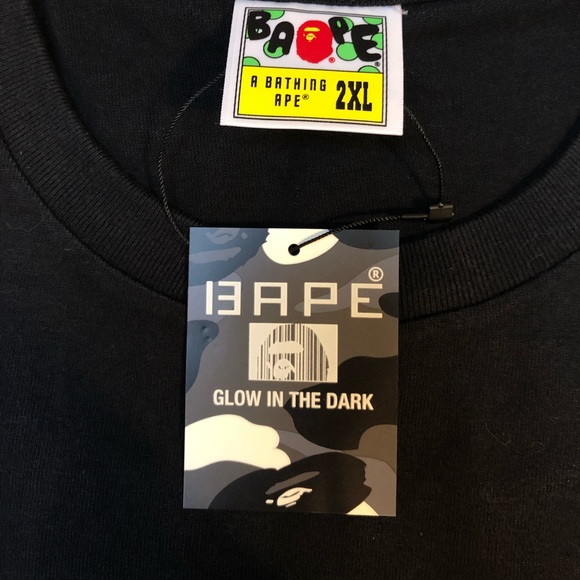 BAPE®
A BATHING
APE® 2XL
BAPE®
GLOW IN THE DARK